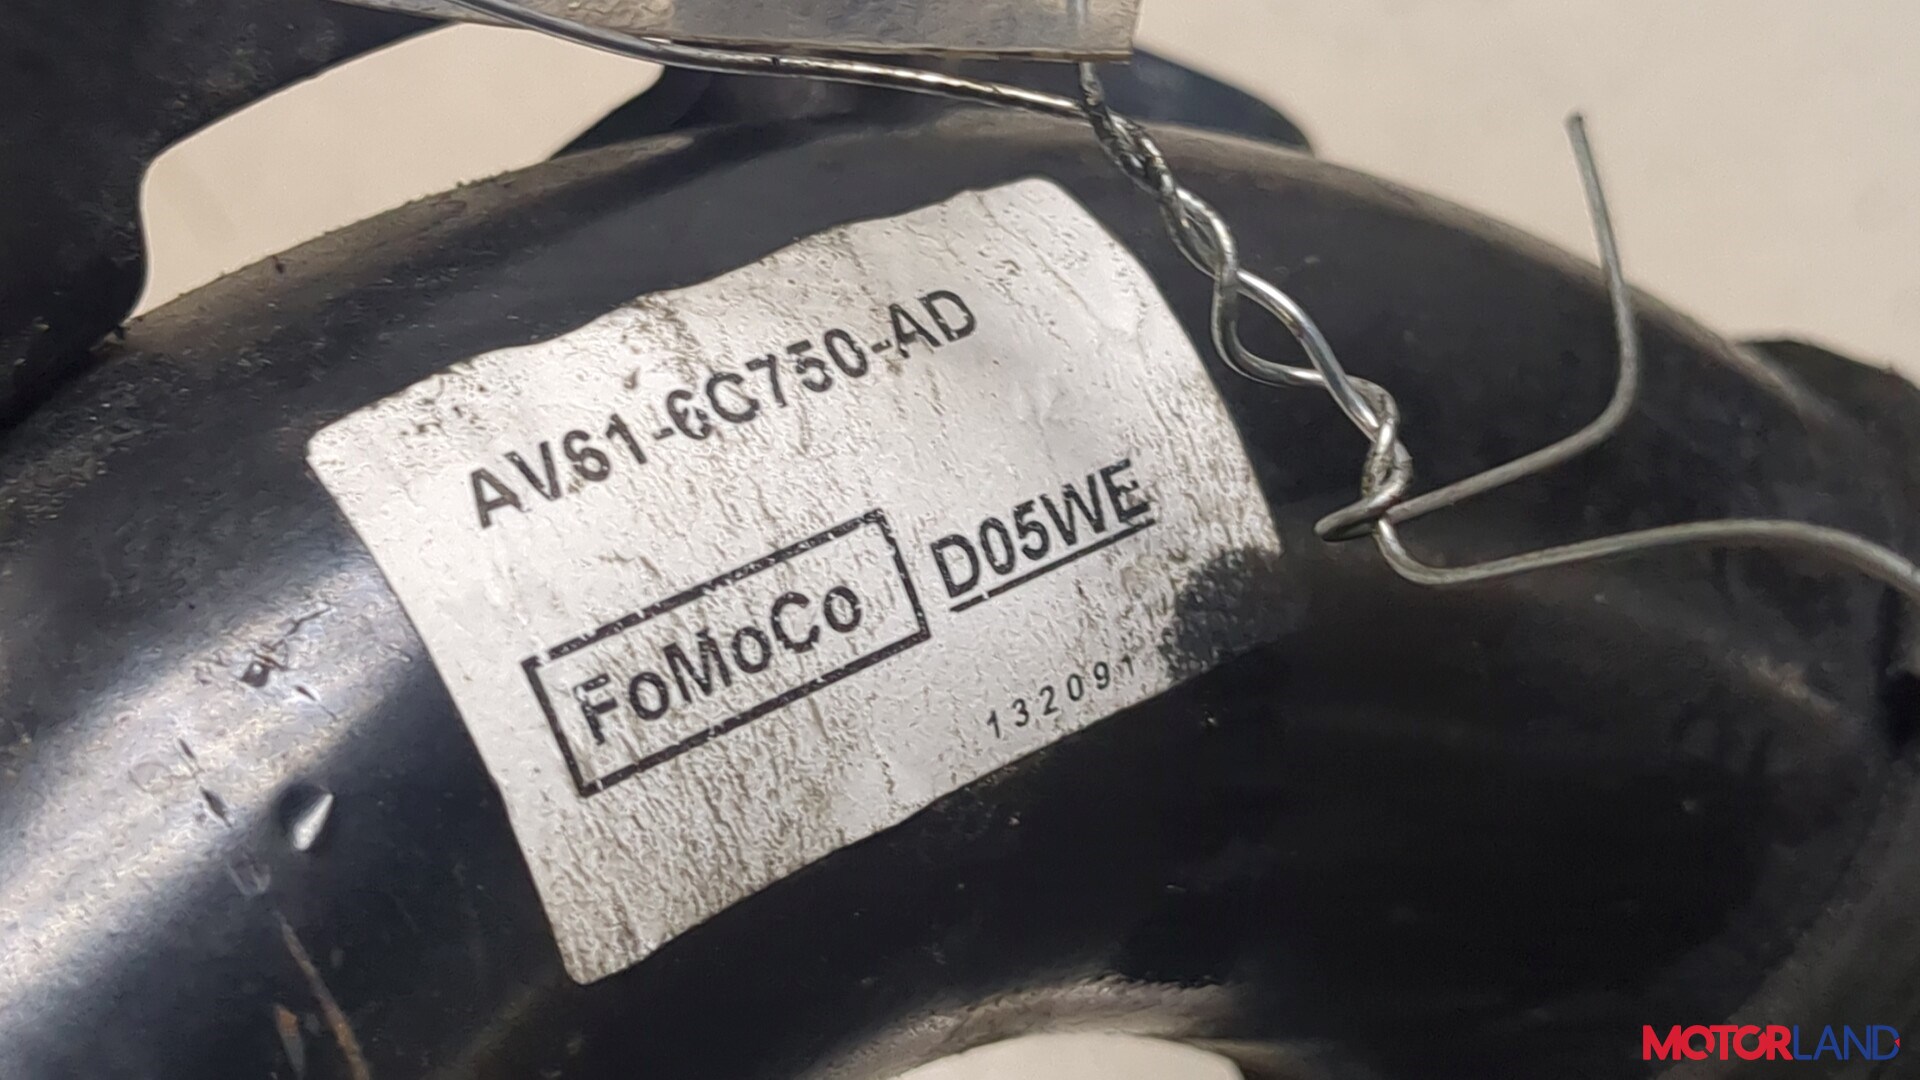 AV61-6C750-AD
FoMoCo D05WE
132091
MOTORLAND